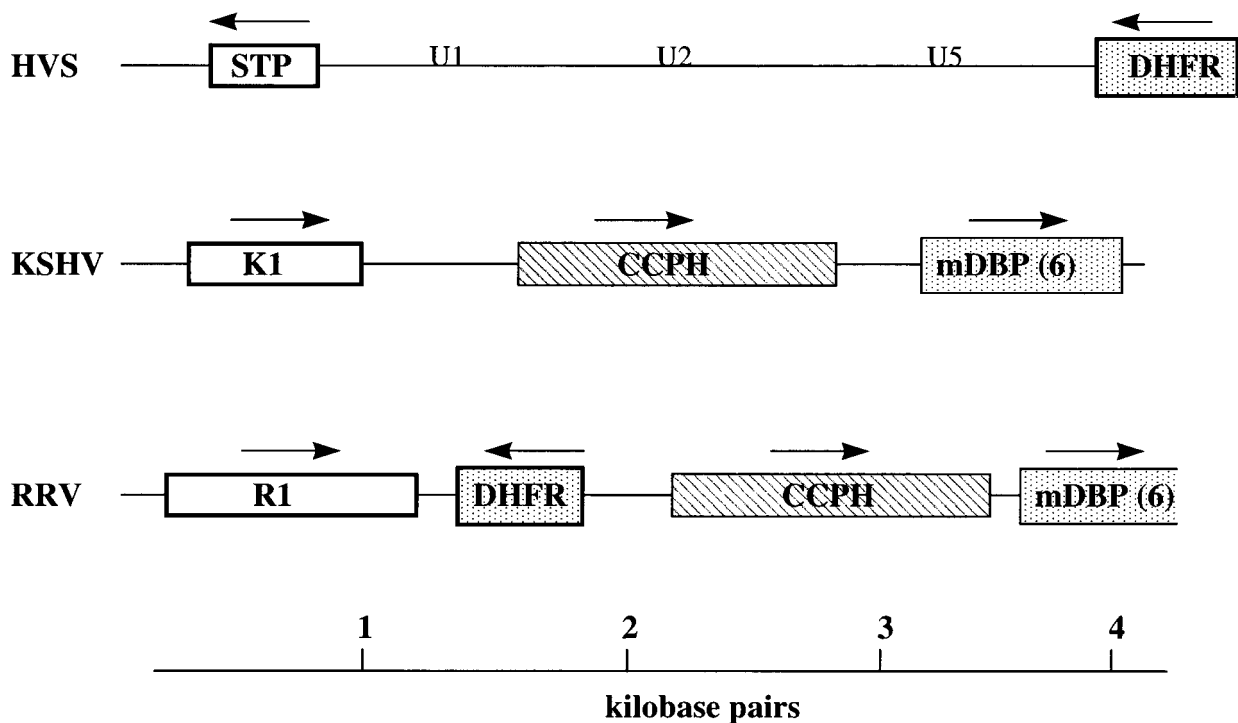 HVS STP U1 U2 U5 DHFR
KSHV K1 CCPH mDBP (6)
RRV R1 DHFR CCPH mDBP (6)
1 2 3 4
kilobase pairs